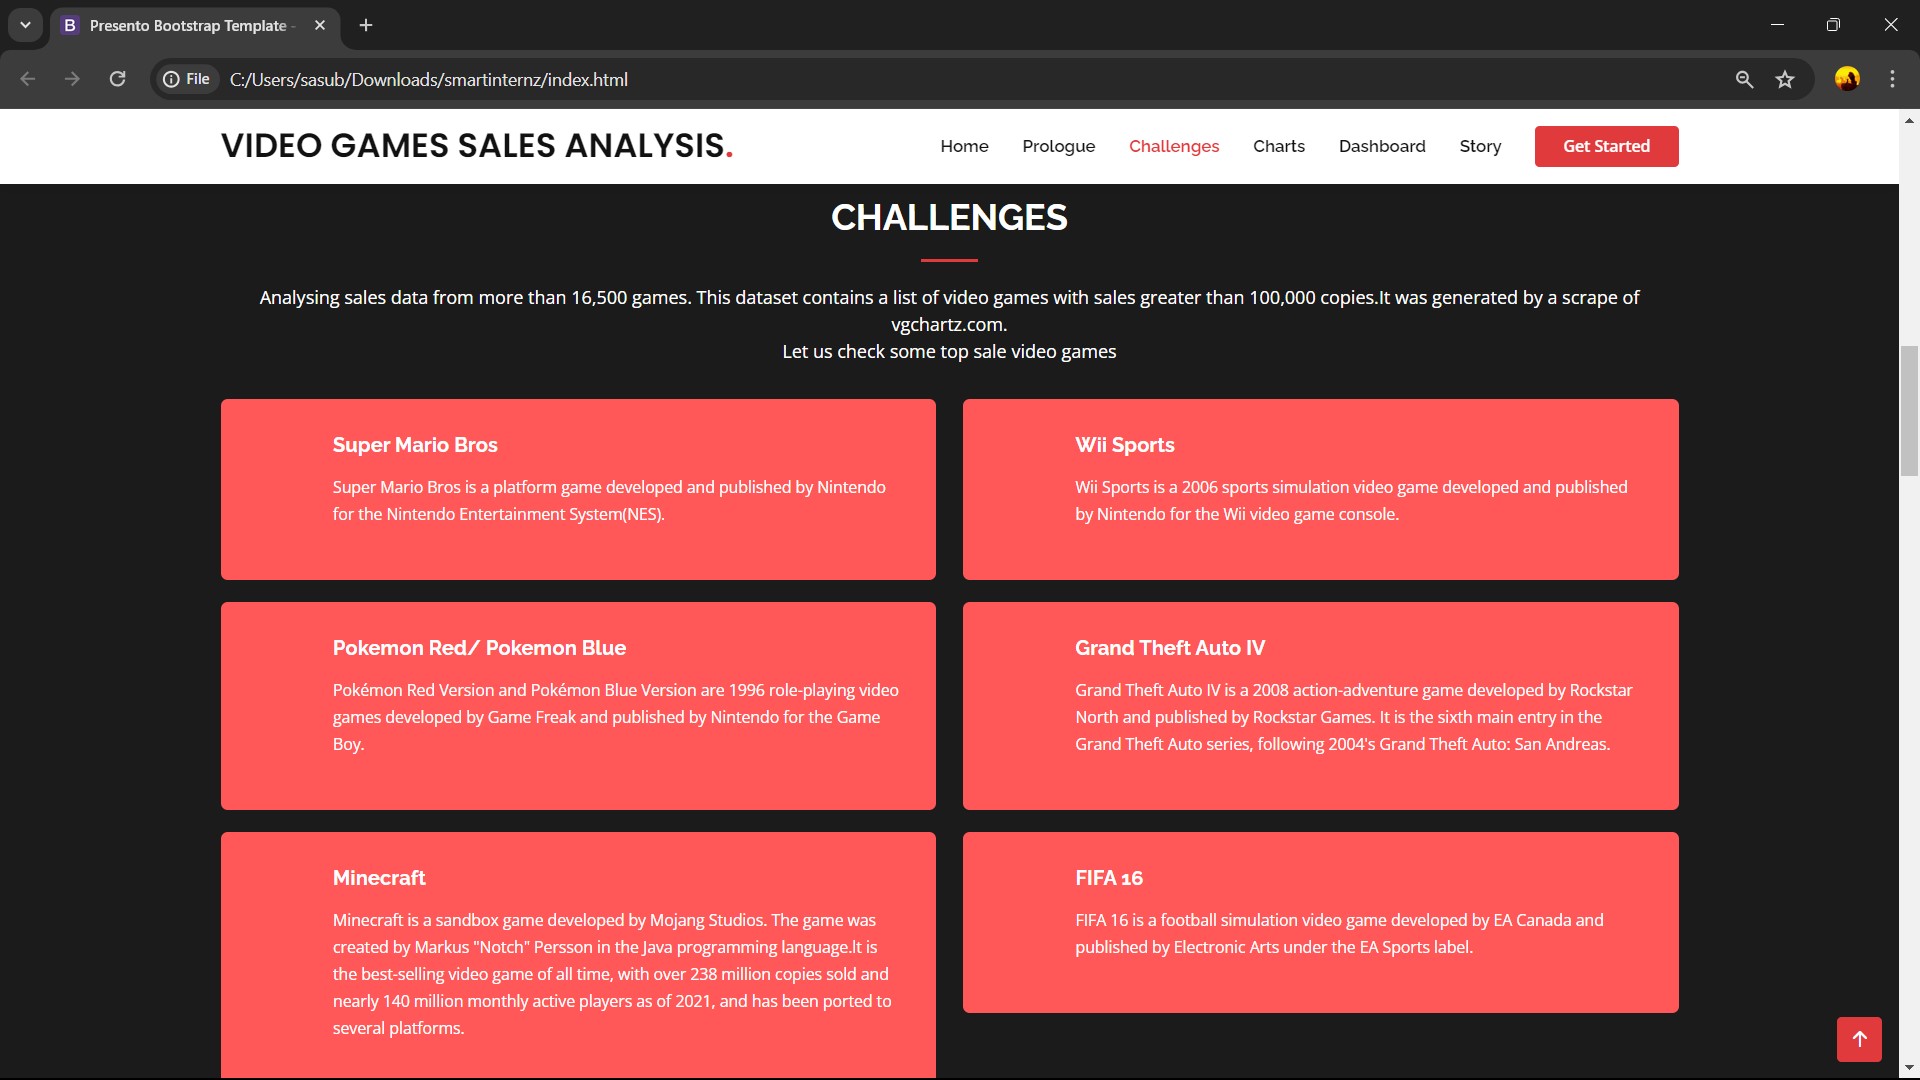 Presento Bootstrap Template -
File
C:/Users/sasub/Downloads/smartinternz/index.html
VIDEO GAMES SALES ANALYSIS.
Home
Prologue
Challenges
Charts
Dashboard
Story
Get Started
CHALLENGES
Analysing sales data from more than 16,500 games. This dataset contains a list of video games with sales greater than 100,000 copies.It was generated by a scrape of
vgchartz.com.
Let us check some top sale video games
Super Mario Bros
Super Mario Bros is a platform game developed and published by Nintendo
for the Nintendo Entertainment System(NES).
Wii Sports
Wii Sports is a 2006 sports simulation video game developed and published
by Nintendo for the Wii video game console.
Pokemon Red/ Pokemon Blue
Pokémon Red Version and Pokémon Blue Version are 1996 role-playing video
games developed by Game Freak and published by Nintendo for the Game
Boy.
Grand Theft Auto IV
Grand Theft Auto IV is a 2008 action-adventure game developed by Rockstar
North and published by Rockstar Games. It is the sixth main entry in the
Grand Theft Auto series, following 2004's Grand Theft Auto: San Andreas.
Minecraft
Minecraft is a sandbox game developed by Mojang Studios. The game was
created by Markus "Notch" Persson in the Java programming language.It is
the best-selling video game of all time, with over 238 million copies sold and
nearly 140 million monthly active players as of 2021, and has been ported to
several platforms.
FIFA 16
FIFA 16 is a football simulation video game developed by EA Canada and
published by Electronic Arts under the EA Sports label.